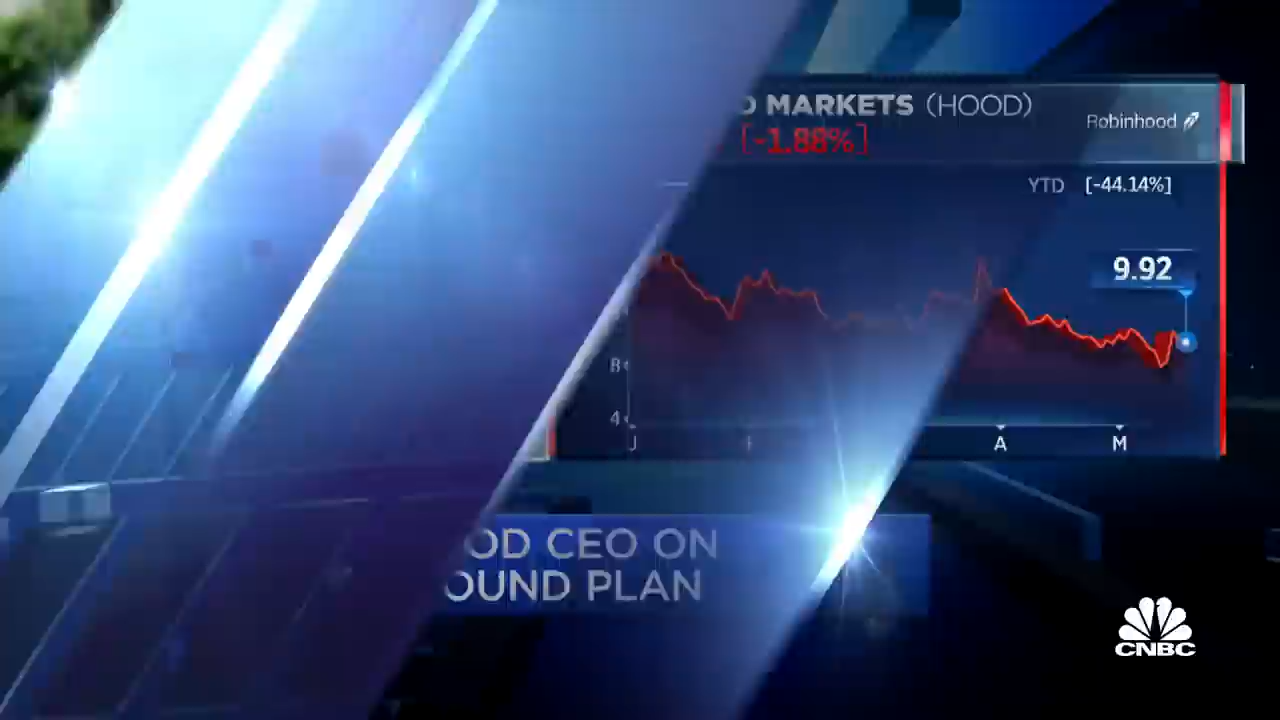 D MARKETS (HOOD)
Robinhood
[-1.88%]
YTD [-44.14%]
9.92
8
4
J A M
OD CEO ON
OUND PLAN
CNBC